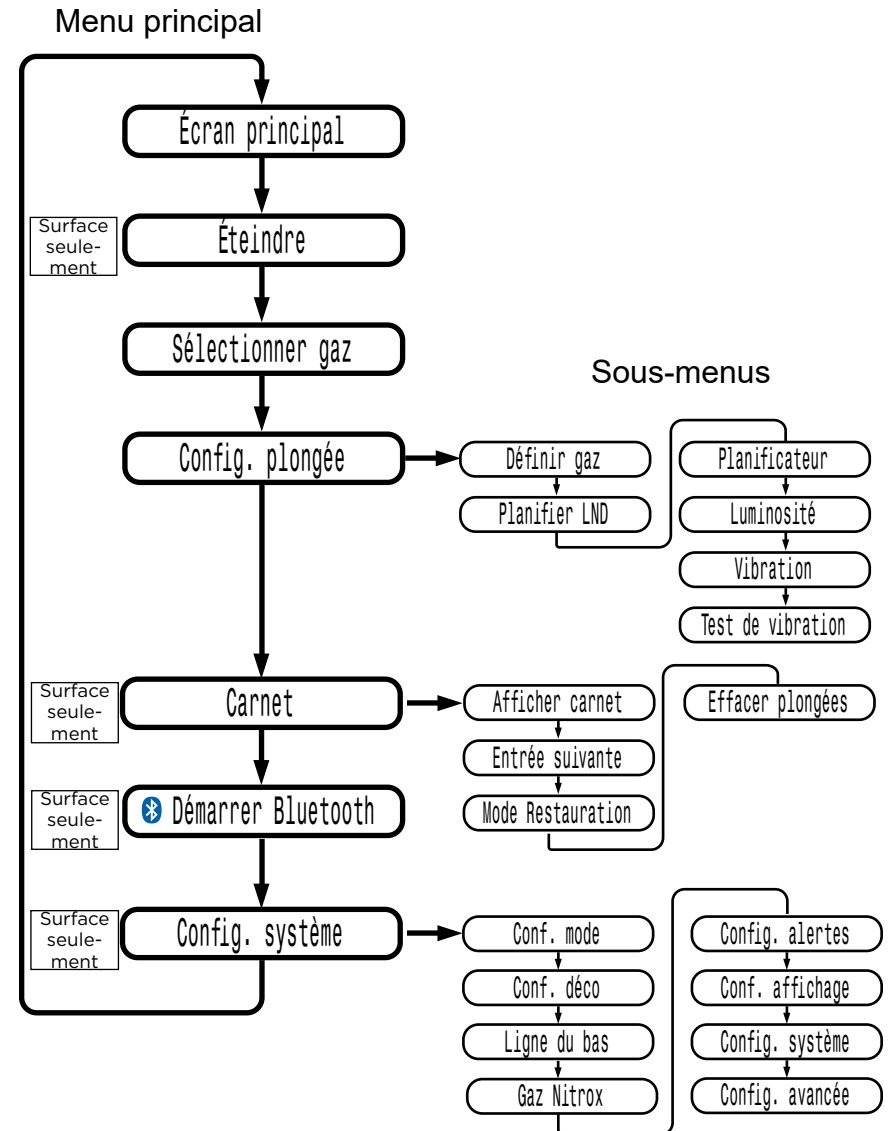 Menu principal
Écran principal
Surface
seule-
ment
Éteindre
Sélectionner gaz
Sous-menus
Config. plongée
Définir gaz
Planifier LND
Planificateur
Luminosité
Vibration
Test de vibration
Surface
seule-
ment
Carnet
Afficher carnet
Entrée suivante
Mode Restauration
Effacer plongées
Surface
seule-
ment
Démarrer Bluetooth
Surface
seule-
ment
Config. système
Conf. mode
Conf. déco
Ligne du bas
Gaz Nitrox
Config. alertes
Conf. affichage
Config. système
Config. avancée